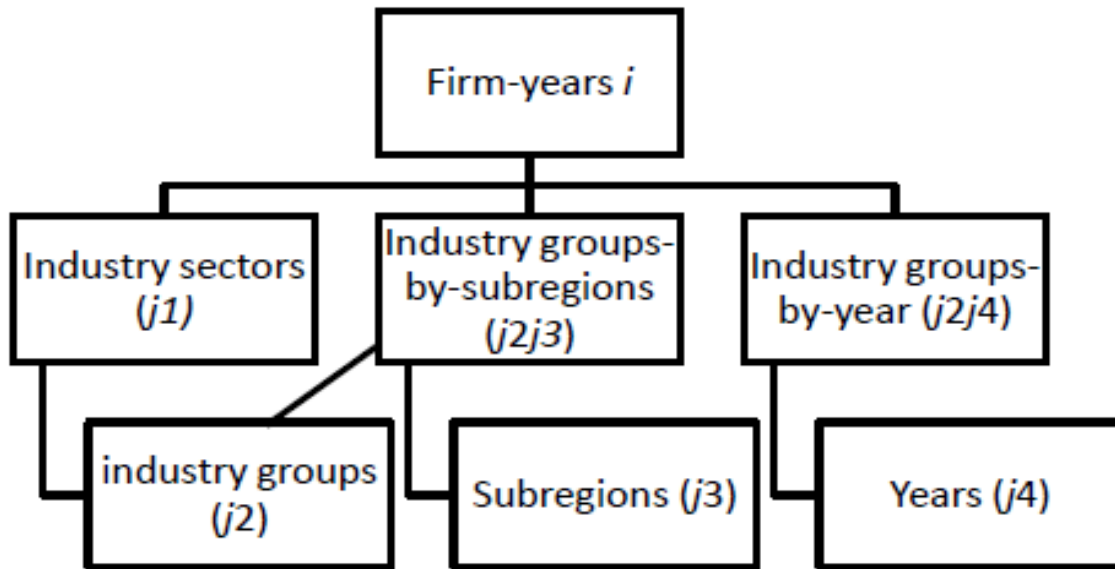 Firm-years i
Industry sectors
(j1)
Industry groups-
by-subregions
(j2j3)
Industry groups-
by-year (j2j4)
industry groups
(j2)
Subregions (j3)
Years (j4)